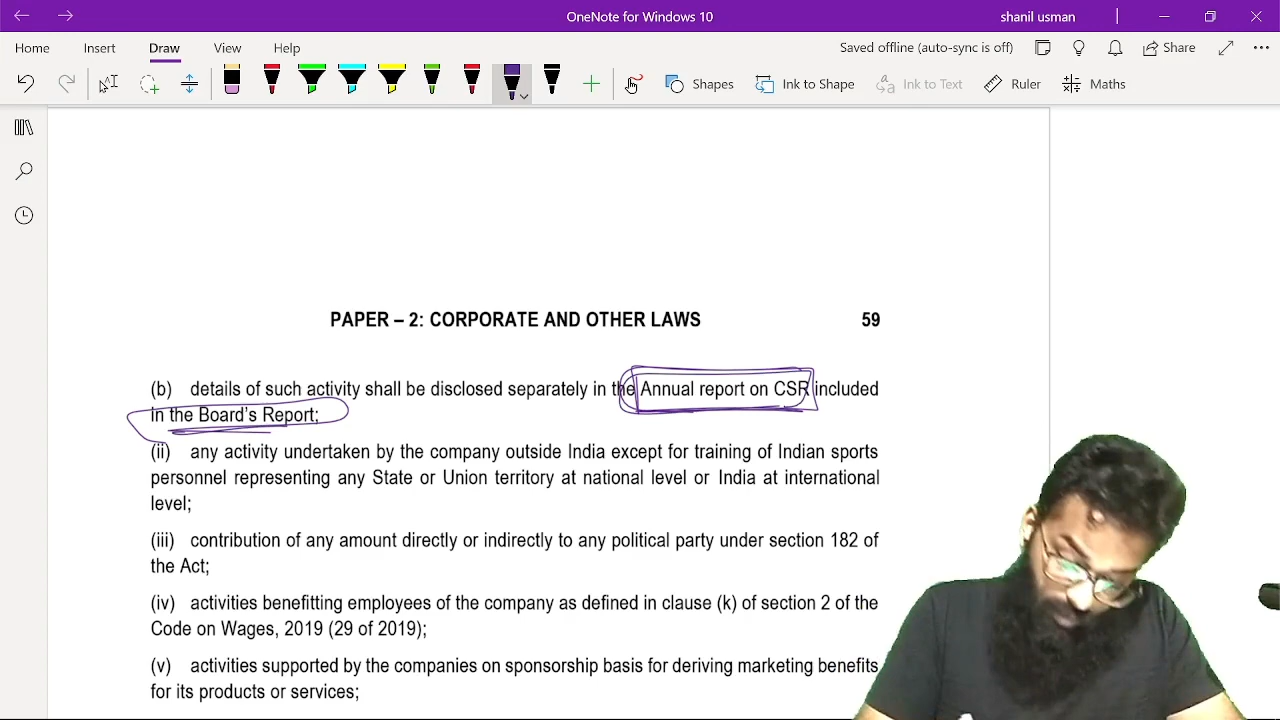 OneNote for Windows 10
shanil usman
Home Insert Draw View Help
Saved offline (auto-sync is off) Share
Shapes Ink to Shape Ink to Text Ruler Maths
PAPER – 2: CORPORATE AND OTHER LAWS 59
(b) details of such activity shall be disclosed separately in the Annual report on CSR included
in the Board's Report;
(ii) any activity undertaken by the company outside India except for training of Indian sports
personnel representing any State or Union territory at national level or India at international
level;
(iii) contribution of any amount directly or indirectly to any political party under section 182 of
the Act;
(iv) activities benefitting employees of the company as defined in clause (k) of section 2 of the
Code on Wages, 2019 (29 of 2019);
(v) activities supported by the companies on sponsorship basis for deriving marketing benefits
for its products or services;